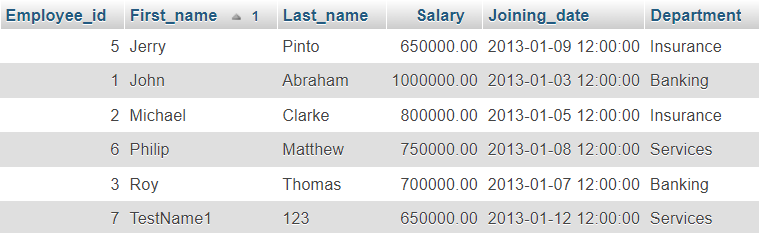 Employee_id First_name 1 Last_name Salary Joining_date Department
5 Jerry Pinto 650000.00 2013-01-09 12:00:00 Insurance
1 John Abraham 1000000.00 2013-01-03 12:00:00 Banking
2 Michael Clarke 800000.00 2013-01-05 12:00:00 Insurance
6 Philip Matthew 750000.00 2013-01-08 12:00:00 Services
3 Roy Thomas 700000.00 2013-01-07 12:00:00 Banking
7 TestName1 123 650000.00 2013-01-12 12:00:00 Services